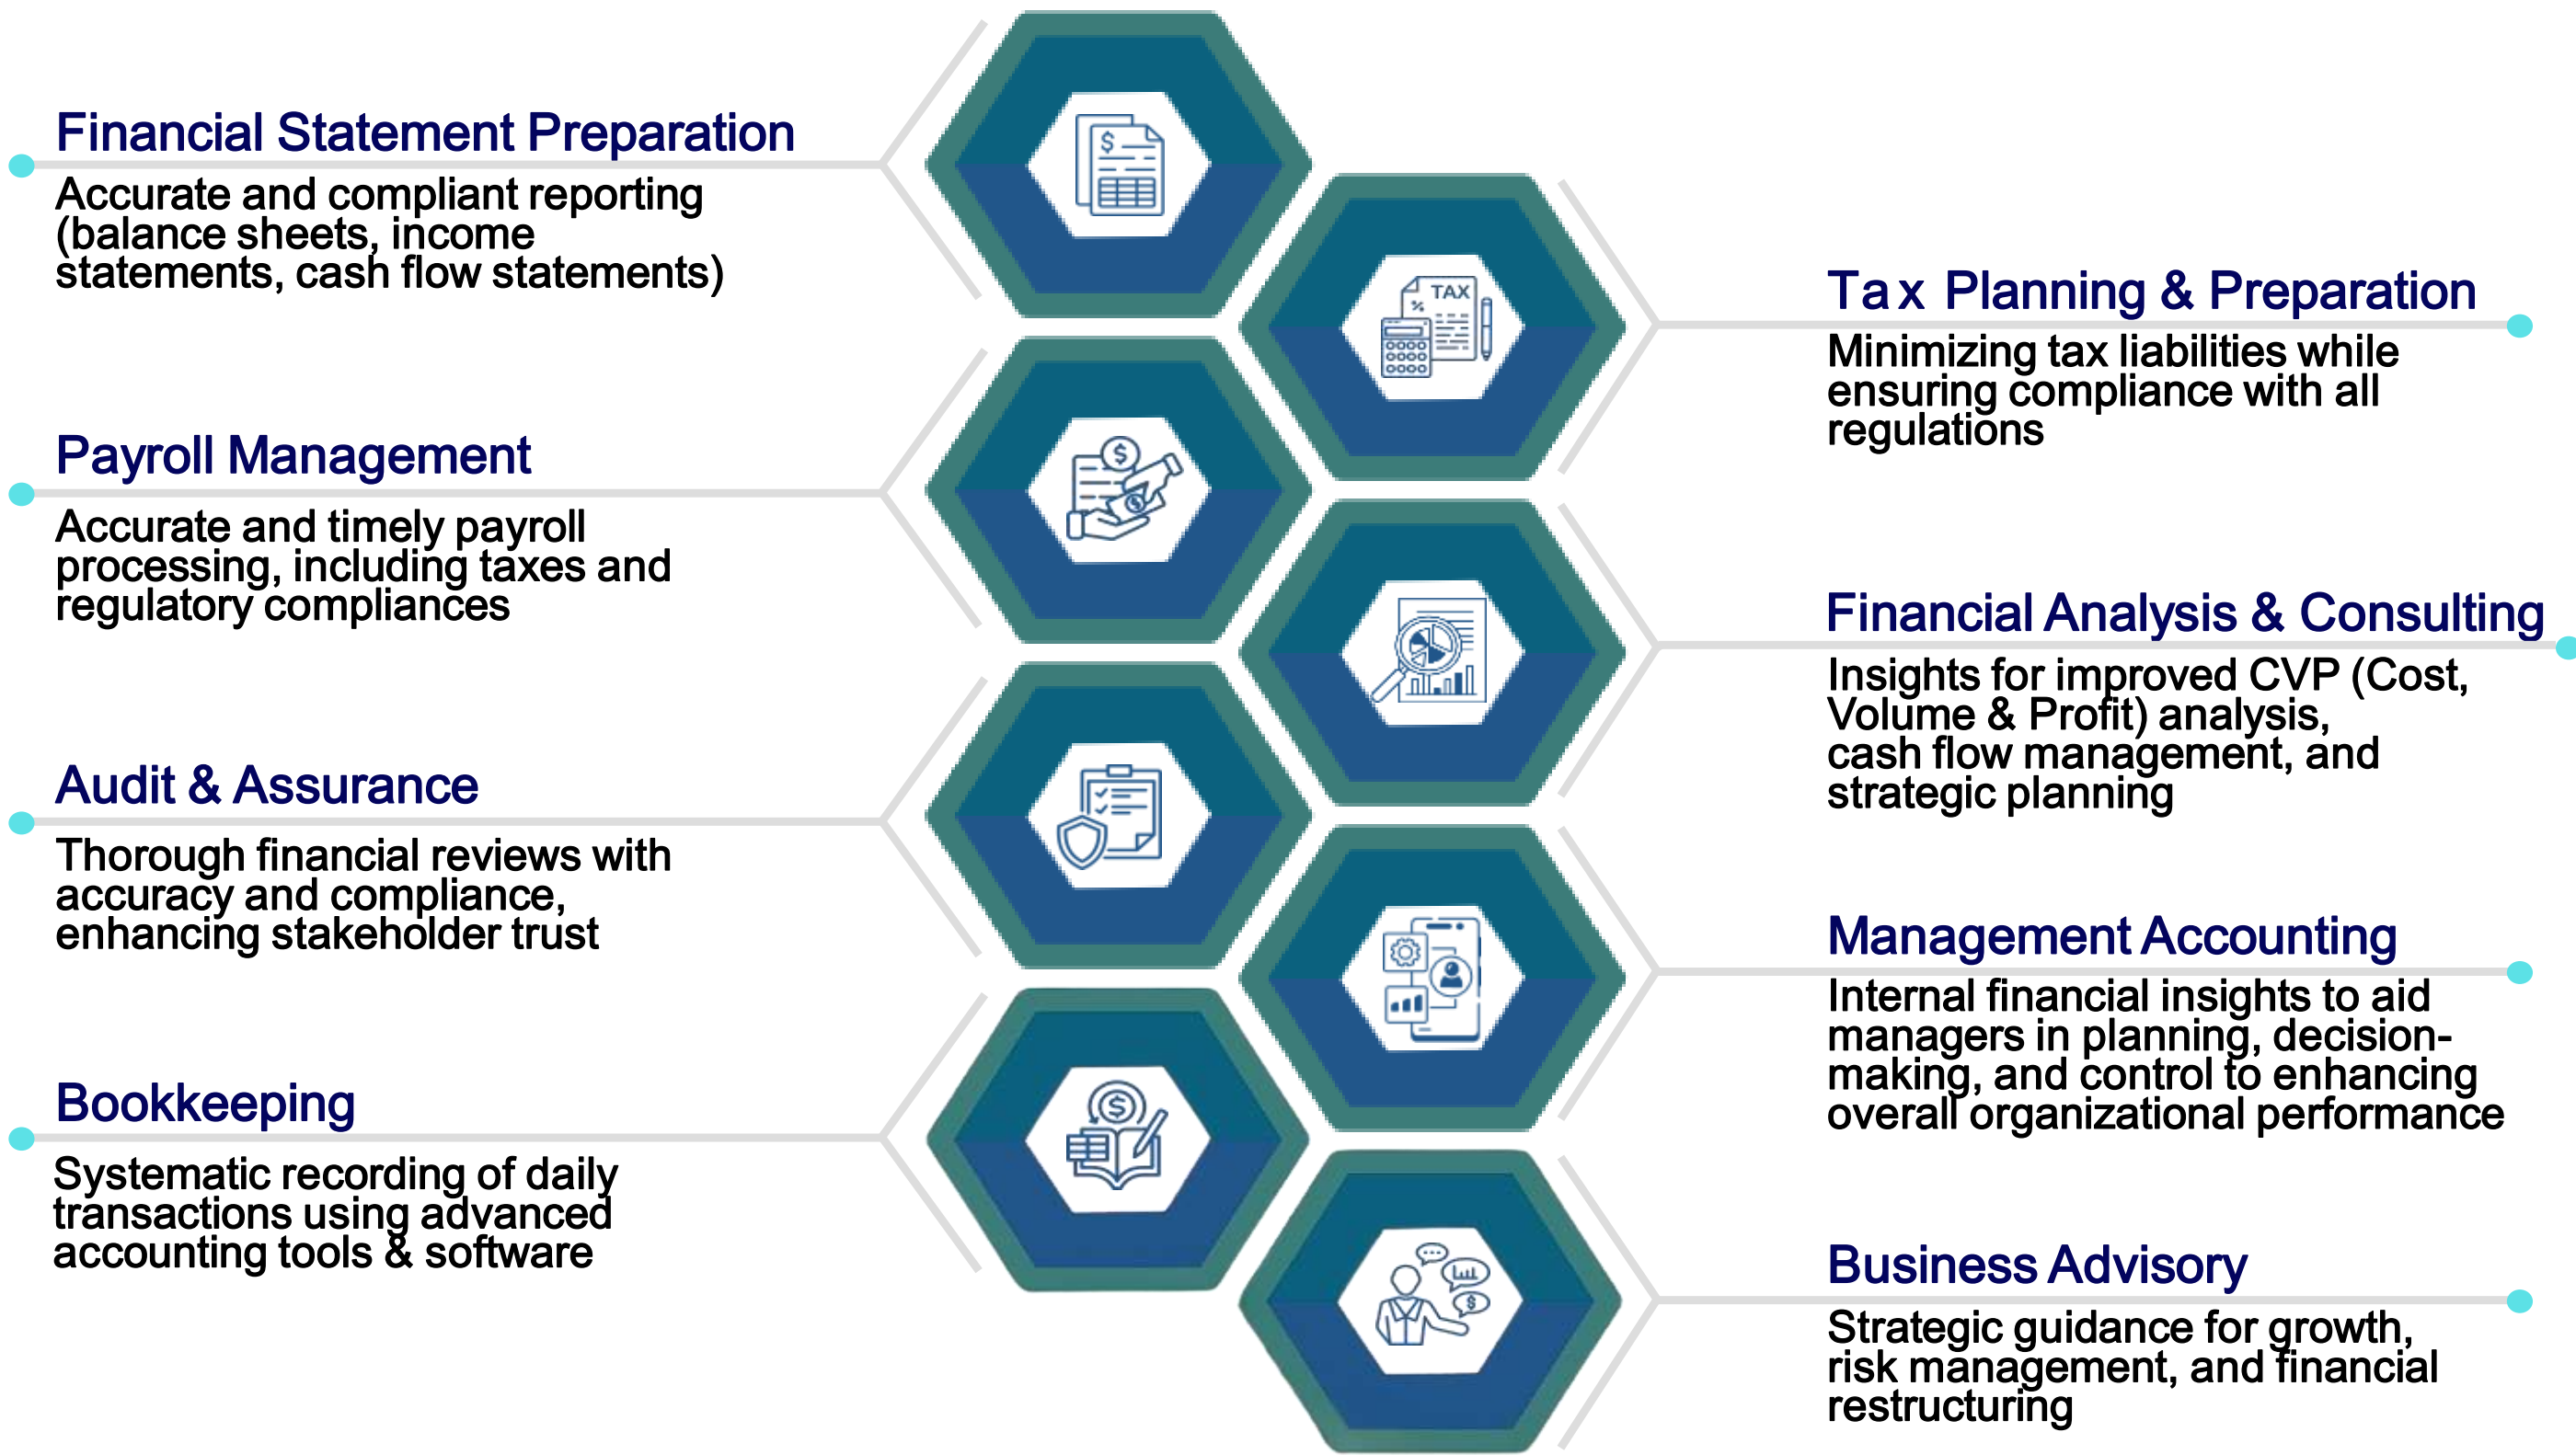 Financial Statement Preparation
Accurate and compliant reporting
(balance sheets, income
statements, cash flow statements)
Payroll Management
Accurate and timely payroll
processing, including taxes and
regulatory compliances
Audit & Assurance
Thorough financial reviews with
accuracy and compliance,
enhancing stakeholder trust
Bookkeeping
Systematic recording of daily
transactions using advanced
accounting tools & software
$
TAX
%
$
$
$
$
Tax Planning & Preparation
Minimizing tax liabilities while
ensuring compliance with all
regulations
Financial Analysis & Consulting
Insights for improved CVP (Cost,
Volume & Profit) analysis,
cash flow management, and
strategic planning
Management Accounting
Internal financial insights to aid
managers in planning, decision-
making, and control to enhancing
overall organizational performance
Business Advisory
Strategic guidance for growth,
risk management, and financial
restructuring